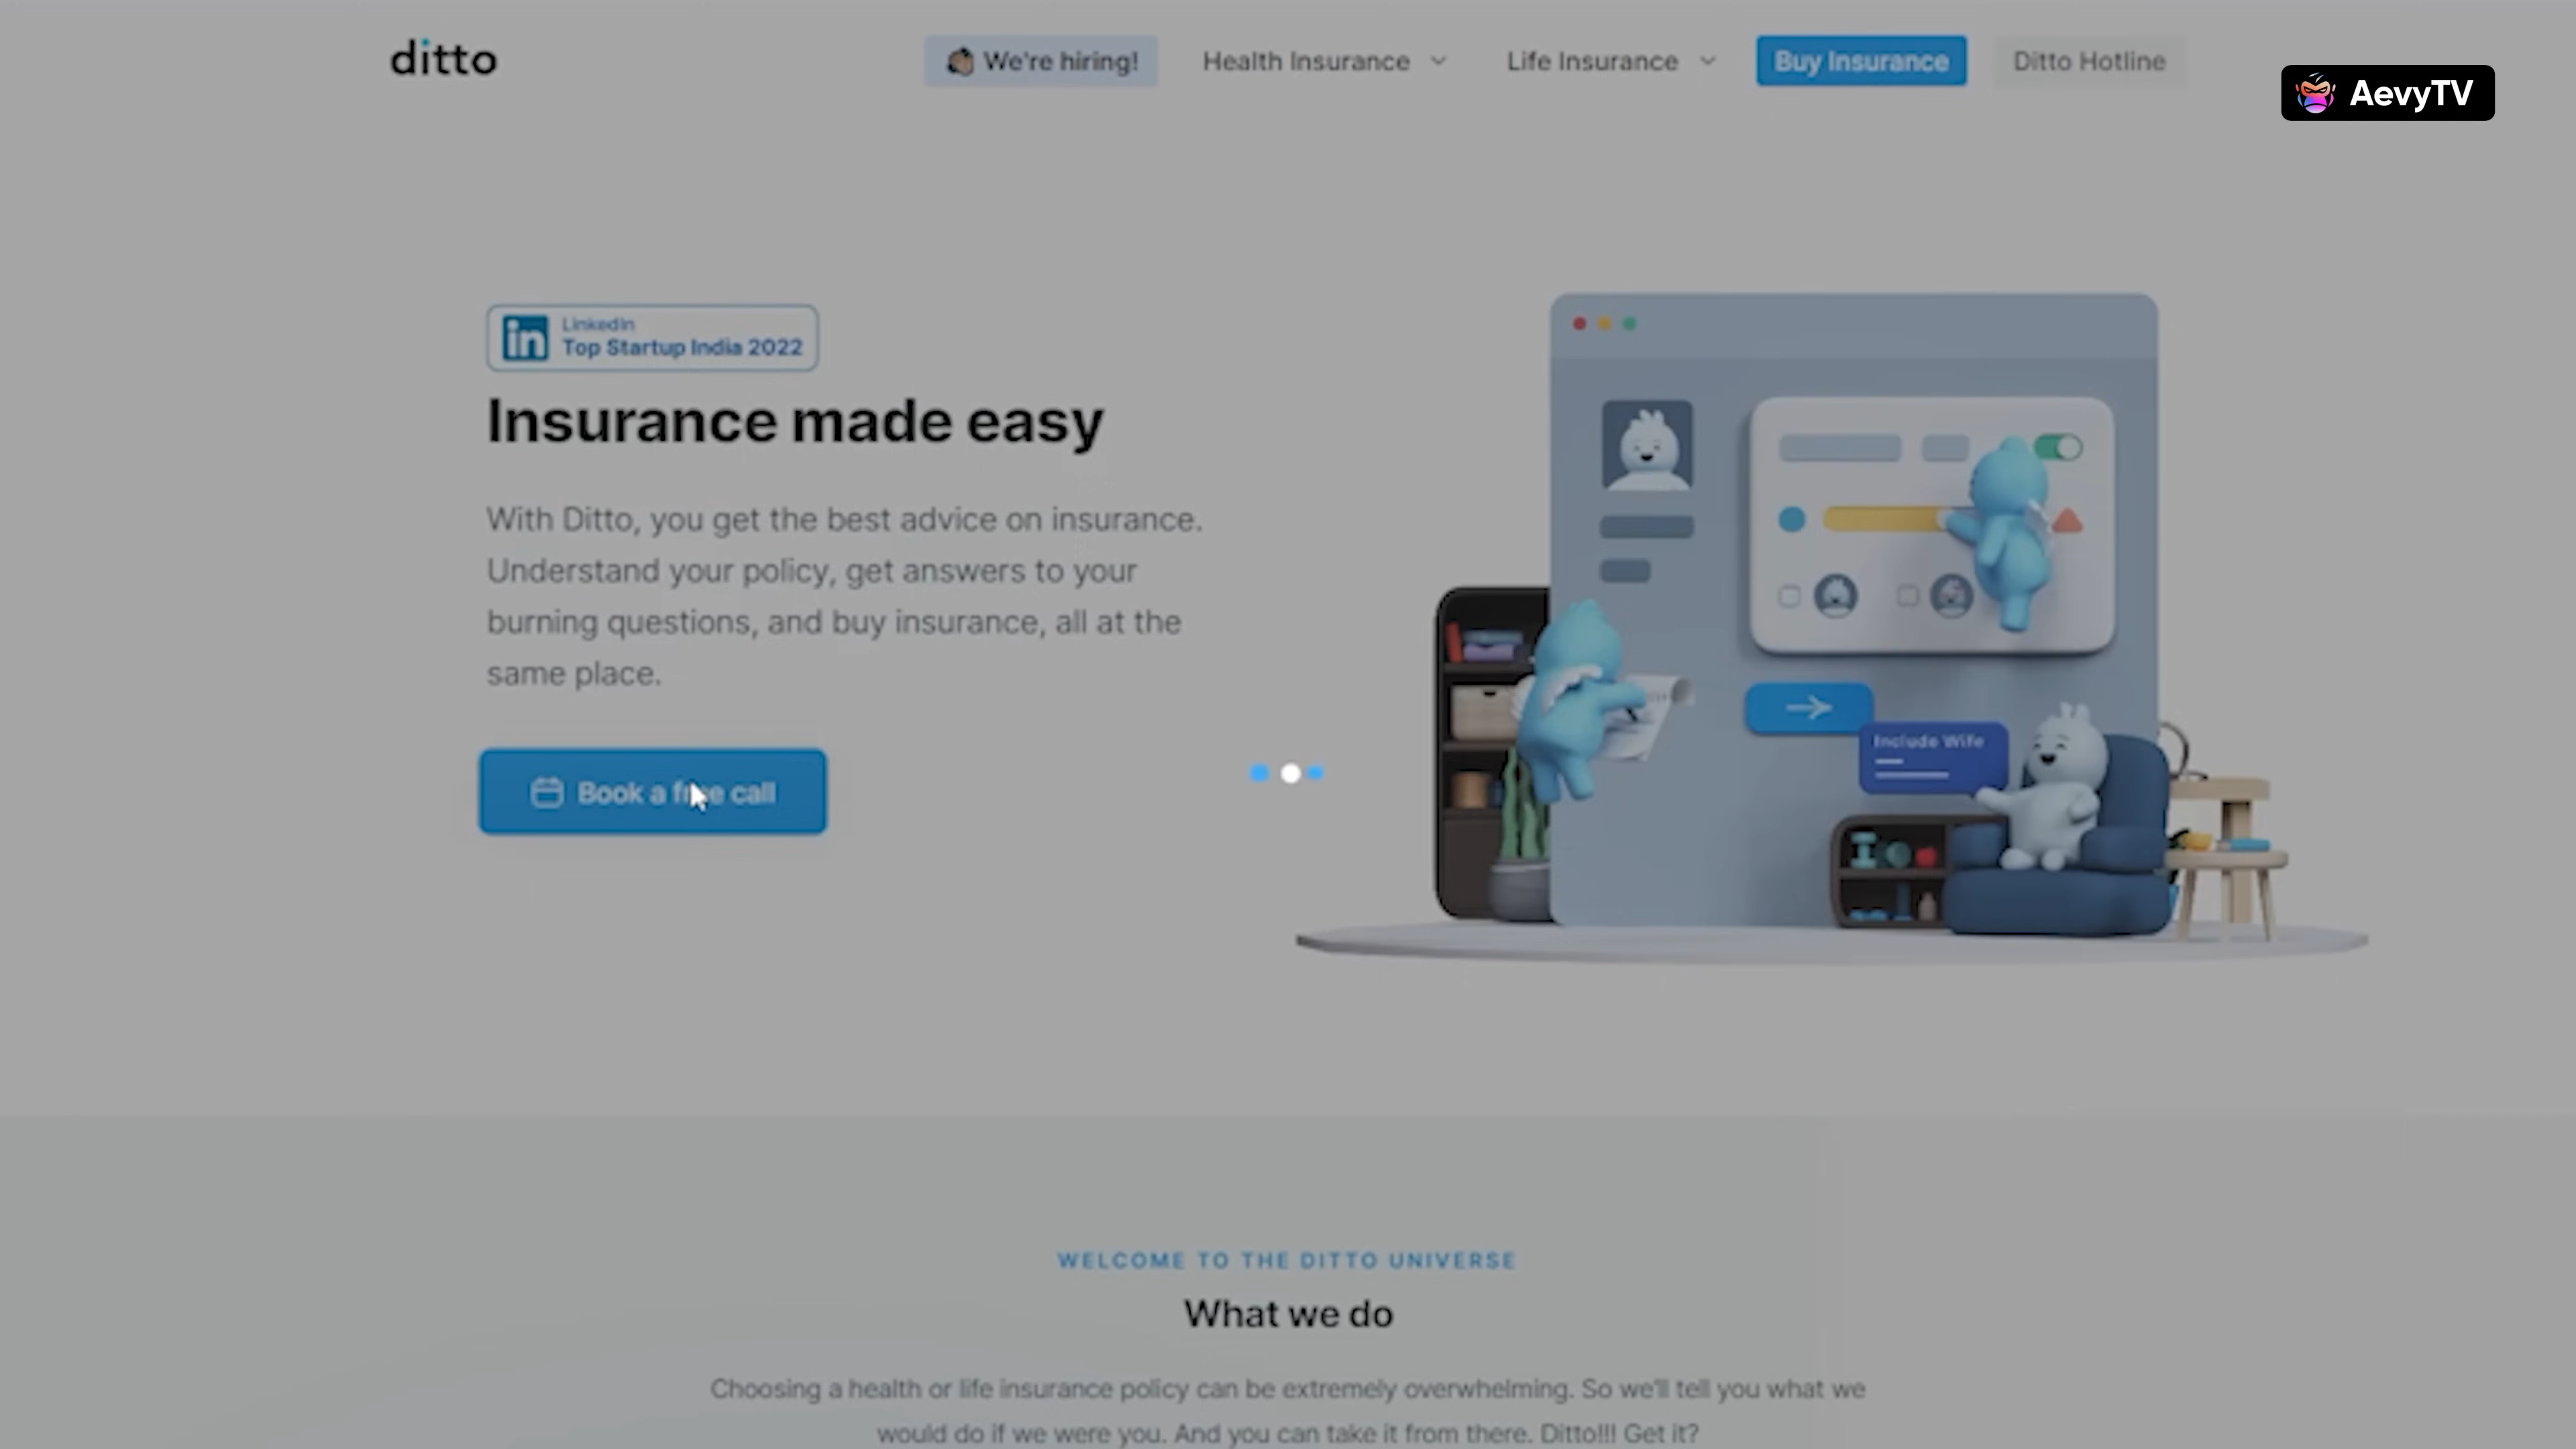 ditto
We're hiring!
Health Insurance
Life Insurance
Buy Insurance
Ditto Hotline
AevyTV
LinkedIn
Top Startup India 2022
Insurance made easy
With Ditto, you get the best advice on insurance.
Understand your policy, get answers to your
burning questions, and buy insurance, all at the
same place.
Book a free call
Include Wife
WELCOME TO THE DITTO UNIVERSE
What we do
Choosing a health or life insurance policy can be extremely overwhelming. So we'll tell you what we
would do if we were you. And you can take it from there. Ditto!!! Get it?